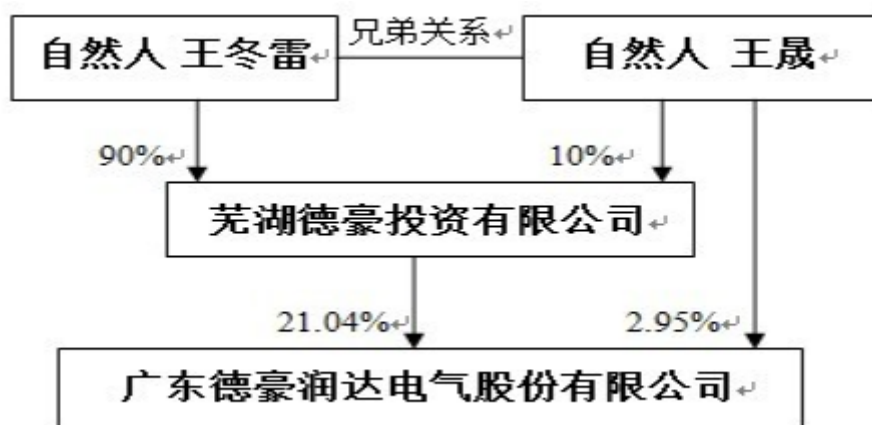 兄弟关系
自然人 王冬雷
自然人 王晟
90%
10%
芜湖德豪投资有限公司
21.04%
2.95%
广东德豪润达电气股份有限公司